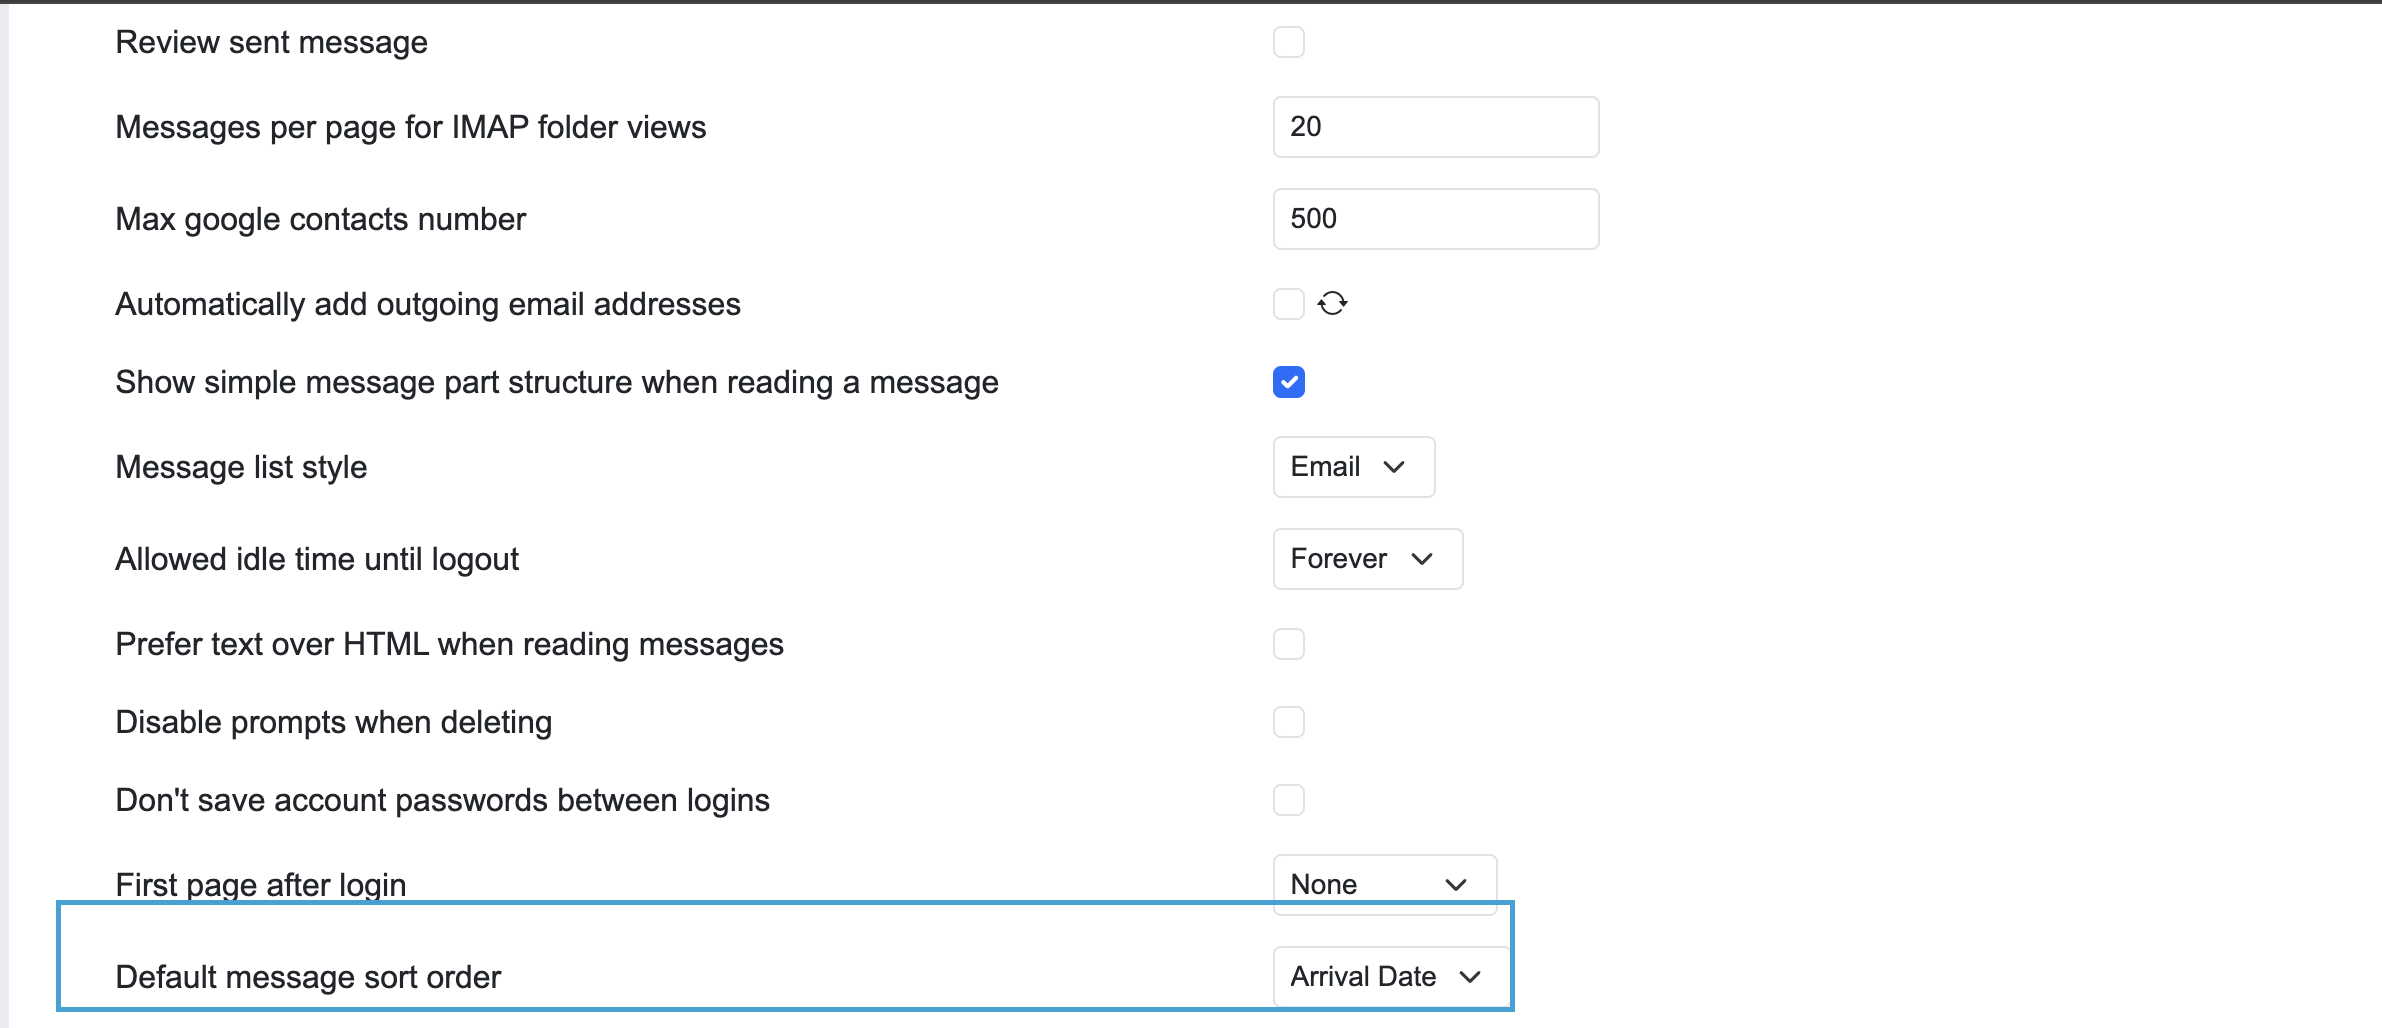 Review sent message
Messages per page for IMAP folder views 20
Max google contacts number 500
Automatically add outgoing email addresses
Show simple message part structure when reading a message
Message list style Email
Allowed idle time until logout Forever
Prefer text over HTML when reading messages
Disable prompts when deleting
Don't save account passwords between logins
First page after login None
Default message sort order Arrival Date